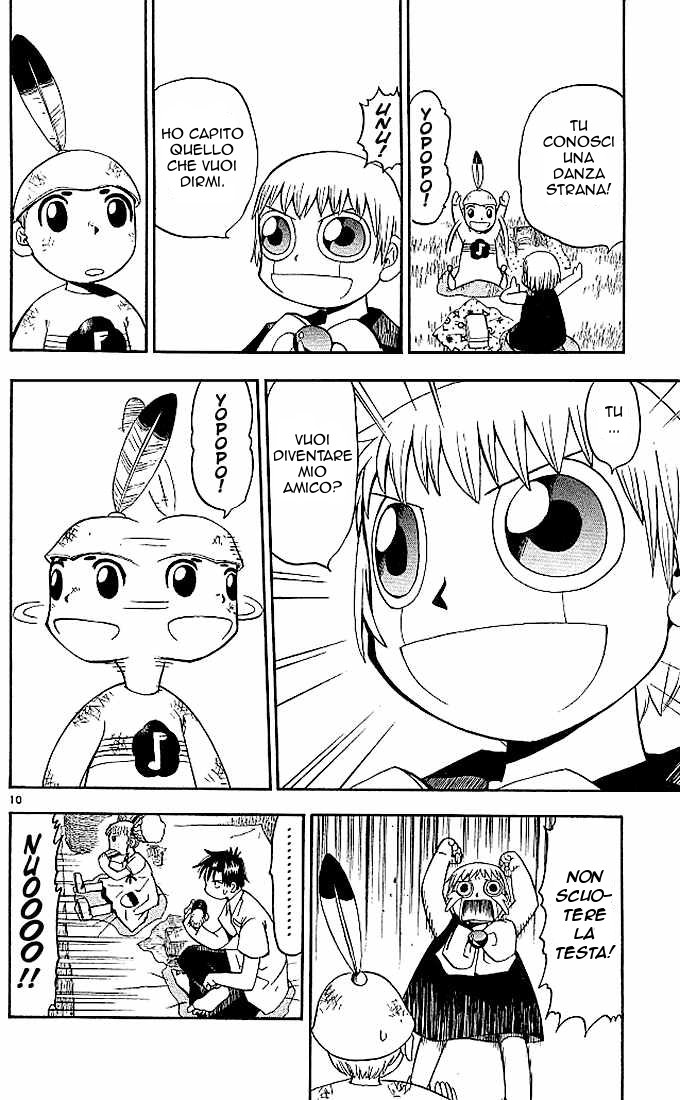 TU
CONOSCI
UNA
DANZA
STRANA!
YOPOPO!
UNU!
HO CAPITO
QUELLO
CHE VUOI
DIRMI.
TU
...
VUOI
DIVENTARE
MIO
AMICO?
YOPOPO!
10
NON
SCUO-
TERE
LA
TESTA!
........
NUOOOO!!